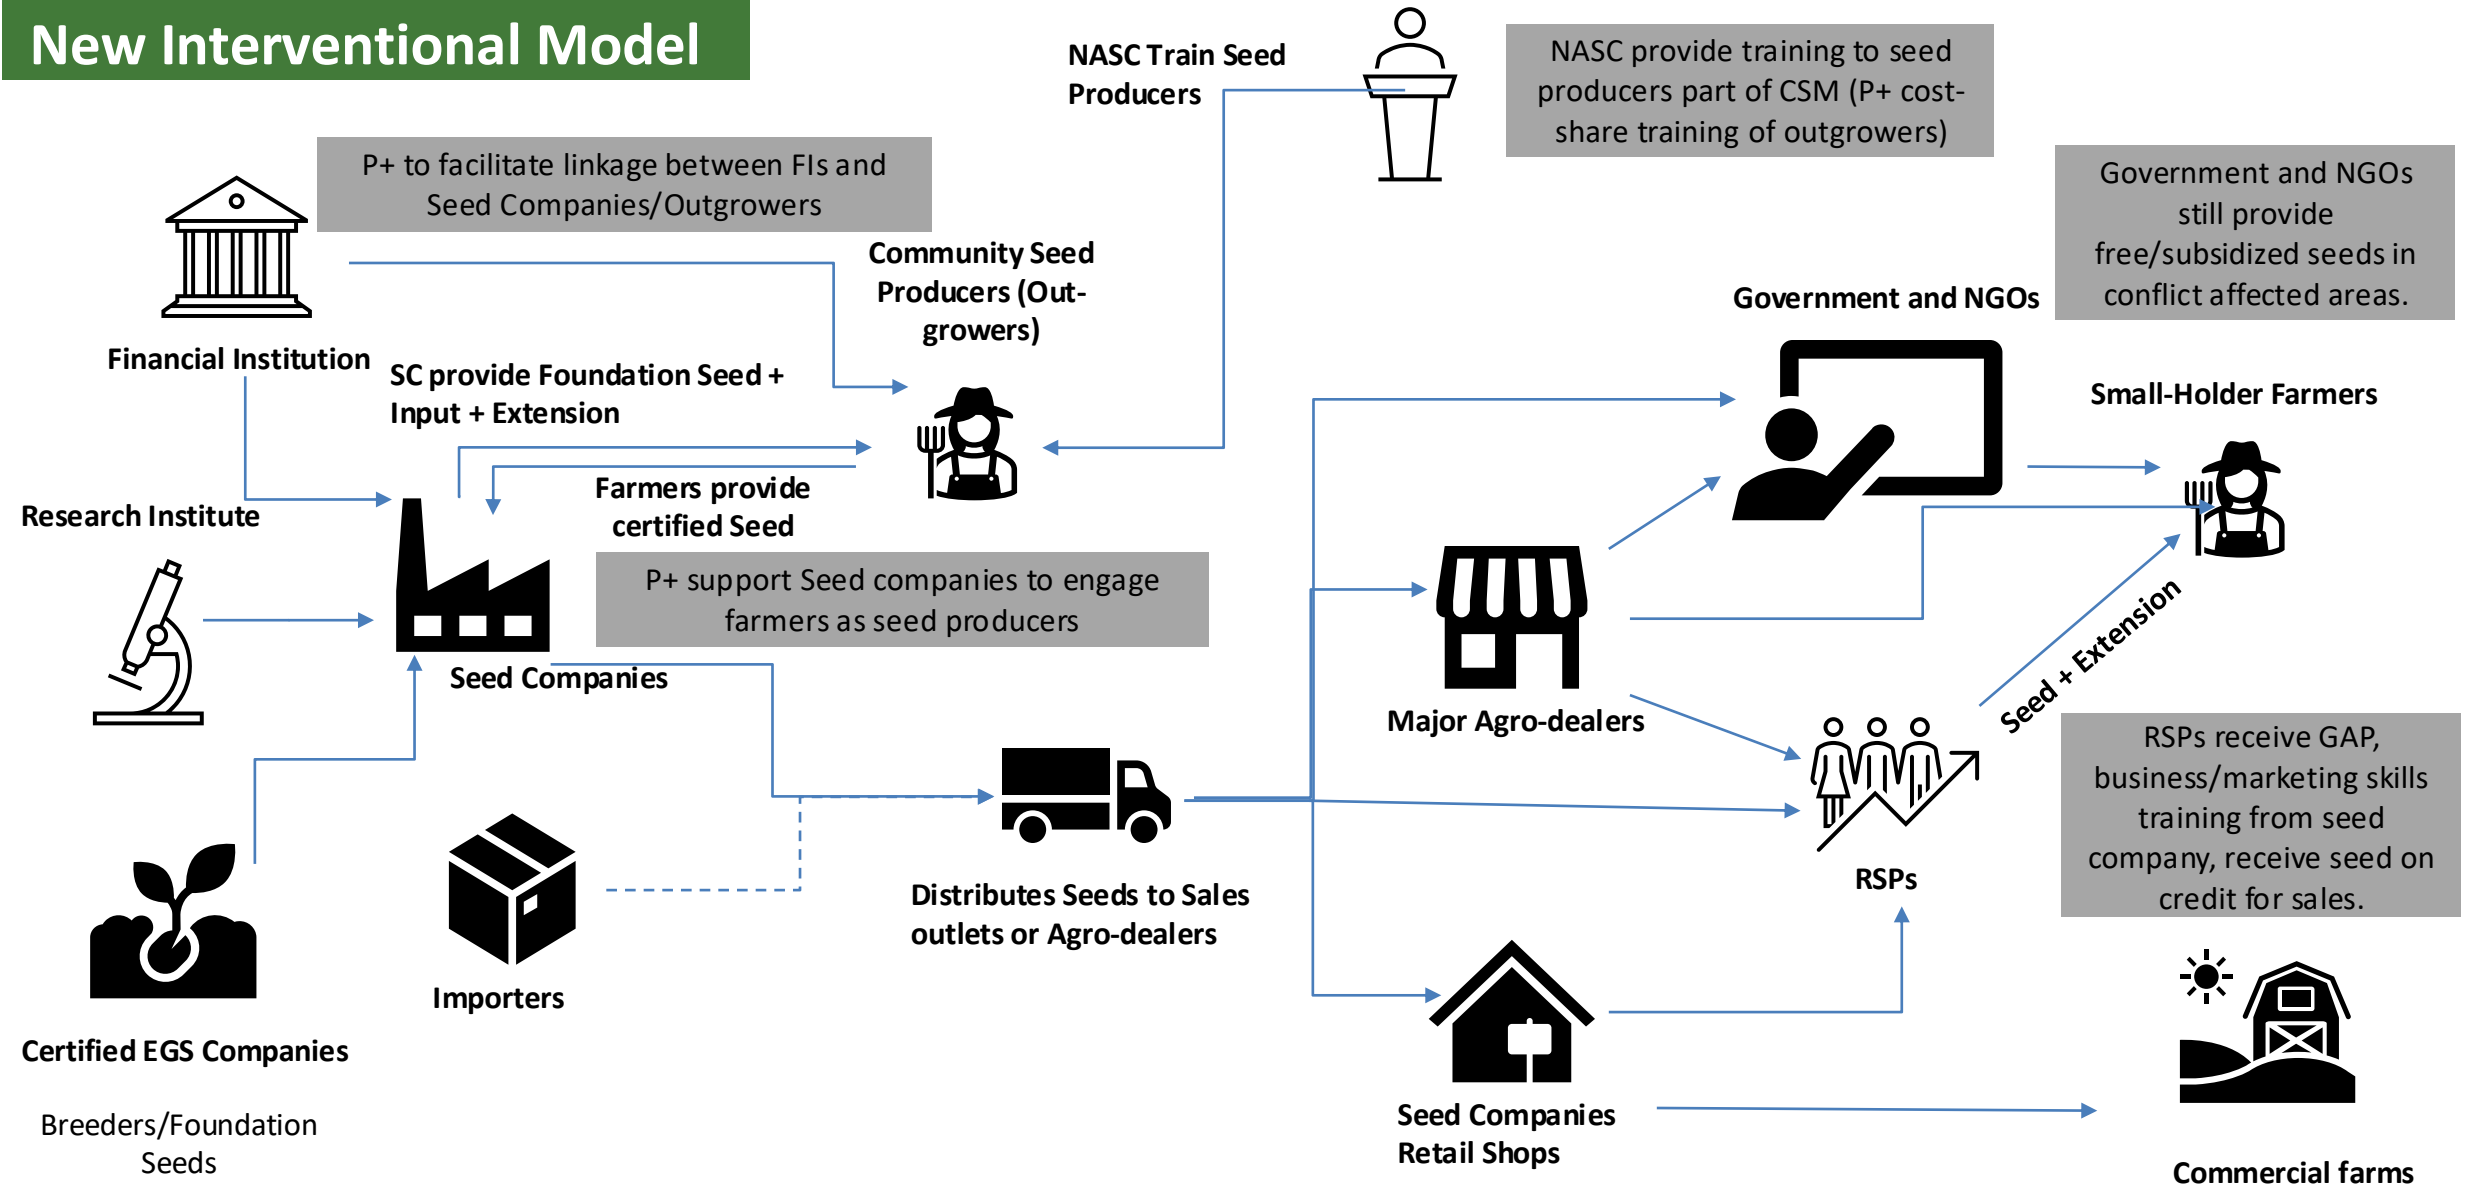 New Interventional Model
NASC Train Seed
Producers
NASC provide training to seed
producers part of CSM (P+ cost-
share training of outgrowers)
P+ to facilitate linkage between FIs and
Seed Companies/Outgrowers
Government and NGOs
still provide
free/subsidized seeds in
conflict affected areas.
Community Seed
Producers (Out-
growers)
Government and NGOs
Financial Institution
SC provide Foundation Seed +
Input + Extension
Small-Holder Farmers
Farmers provide
certified Seed
Research Institute
P+ support Seed companies to engage
farmers as seed producers
Seed Companies
Major Agro-dealers
Seed + Extension
RSPs receive GAP,
business/marketing skills
training from seed
company, receive seed on
credit for sales.
RSPs
Distributes Seeds to Sales
outlets or Agro-dealers
Importers
Certified EGS Companies
Breeders/Foundation
Seeds
Seed Companies
Retail Shops
Commercial farms